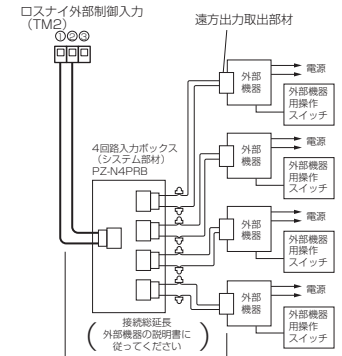 ロスナイ外部制御入力
(TM2)
①②③
遠方出力取出部材
外部
機器
電源
外部機器
用操作
スイッチ
4回路入力ボックス
(システム部材)
PZ-N4PRB
外部
機器
電源
外部機器
用操作
スイッチ
外部
機器
電源
外部機器
用操作
スイッチ
外部
機器
電源
外部機器
用操作
スイッチ
接続総延長
外部機器の説明書に
従ってください